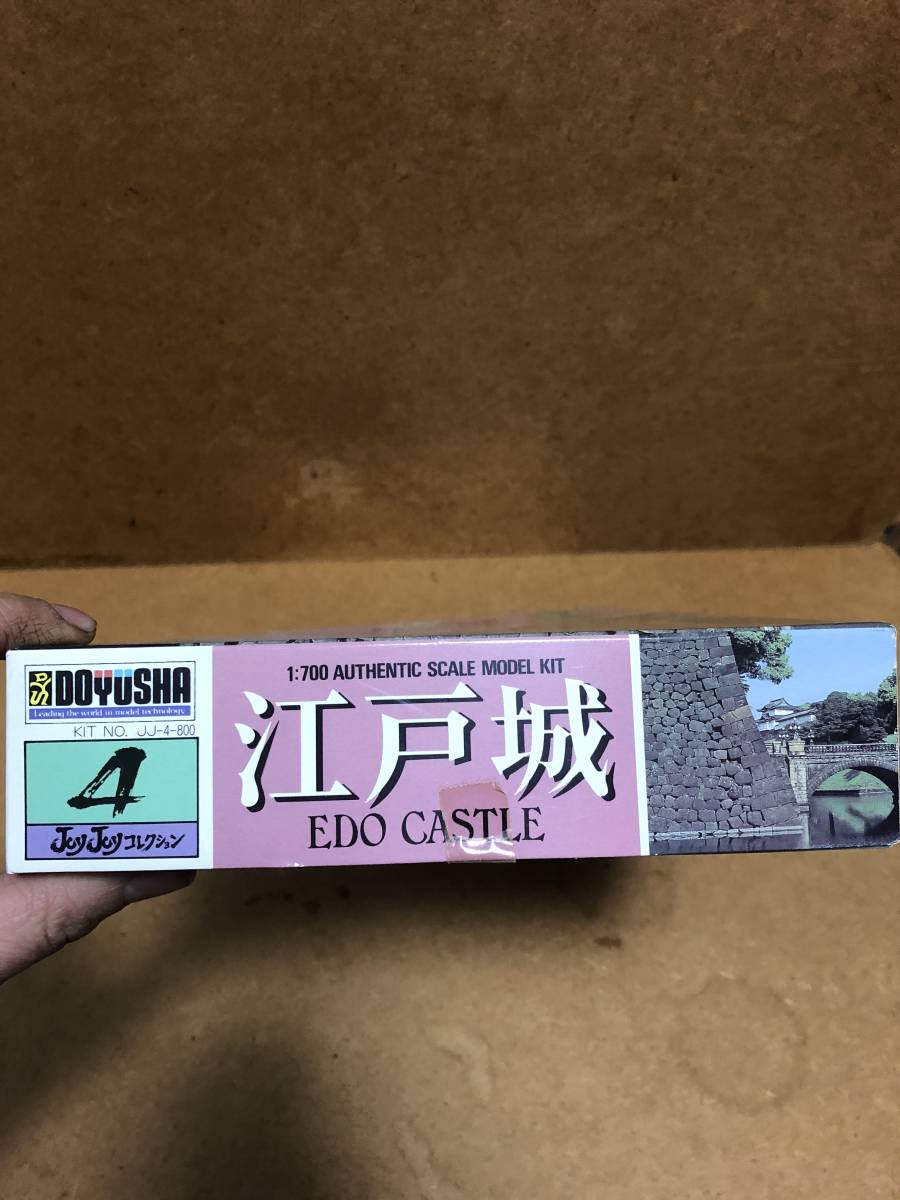 DOYUSHA
Leading the world in model technology
KIT NO. JJ-4-800
4
JoyJoyコレクション
1:700 AUTHENTIC SCALE MODEL KIT
江戸城
EDO CASTLE